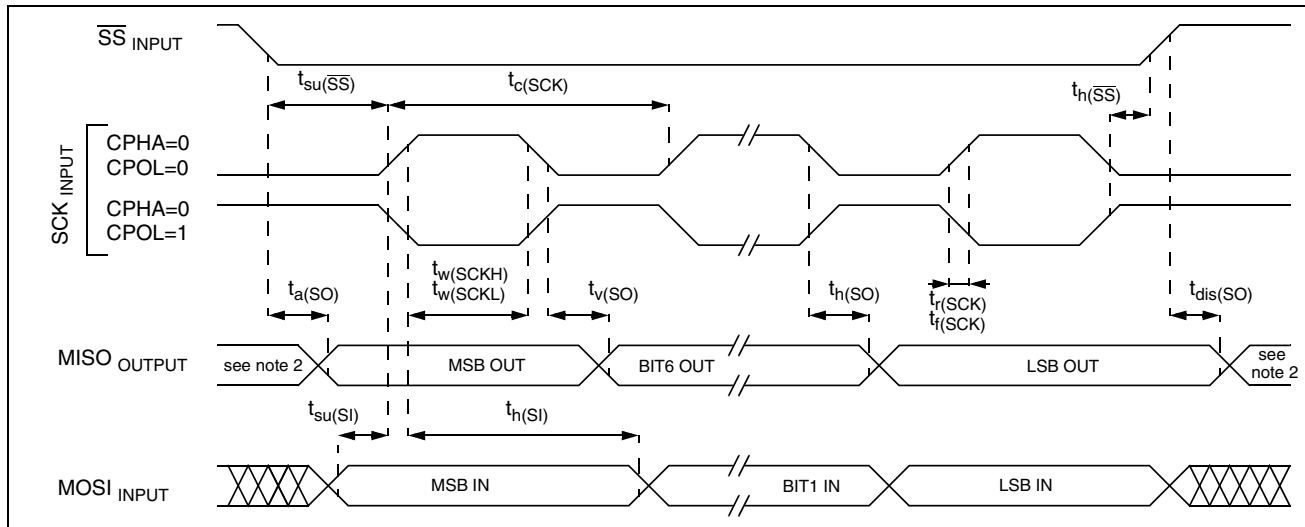 SS INPUT
tsu(SS)
tc(SCK)
th(SS)
SCK INPUT
CPHA=0
CPOL=0
CPHA=0
CPOL=1
ta(SO)
tw(SCKH)
tw(SCKL)
tv(SO)
th(SO)
tr(SCK)
tf(SCK)
tdis(SO)
MISO OUTPUT
see note 2
MSB OUT
BIT6 OUT
LSB OUT
see
note 2
tsu(SI)
th(SI)
MOSI INPUT
MSB IN
BIT1 IN
LSB IN